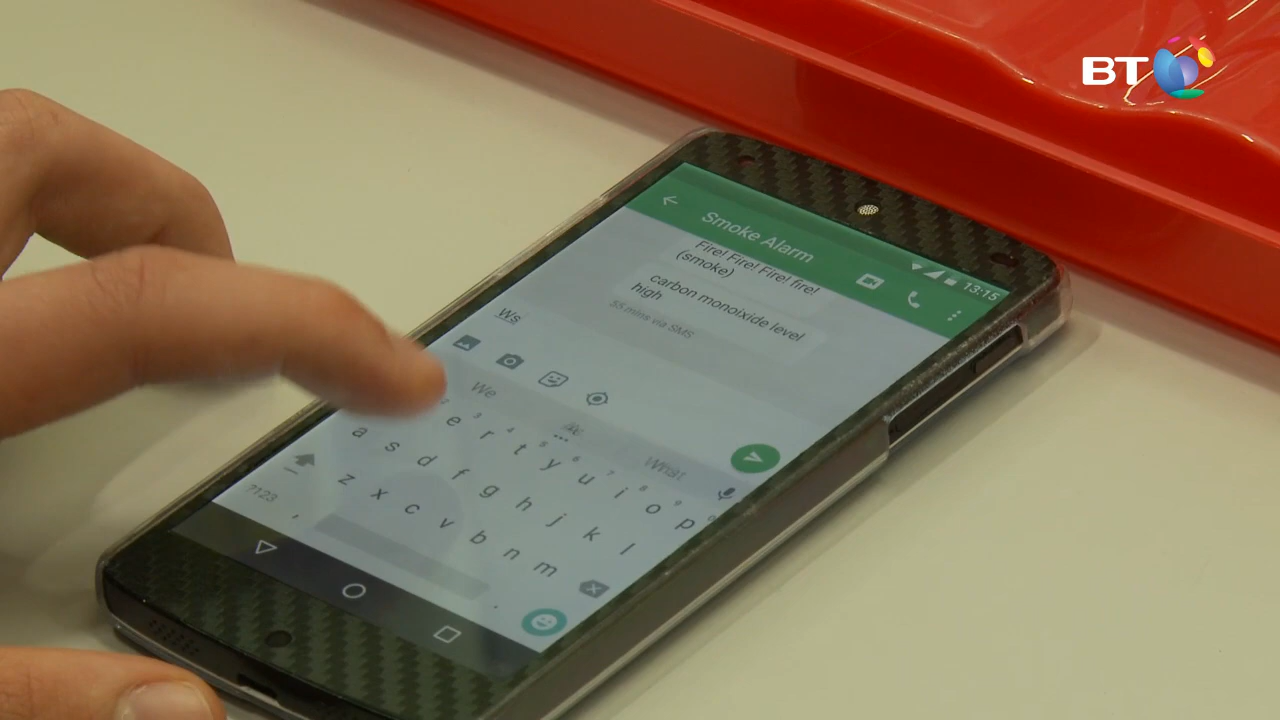 BT
13:15
Smoke Alarm
Fire! Fire! Fire! fire!
(smoke)
carbon monoixide level
high
55 mins via SMS
Ws
We
What
e r t y u i o p
a s d f g h j k l
z x c v b n m
?123 , .